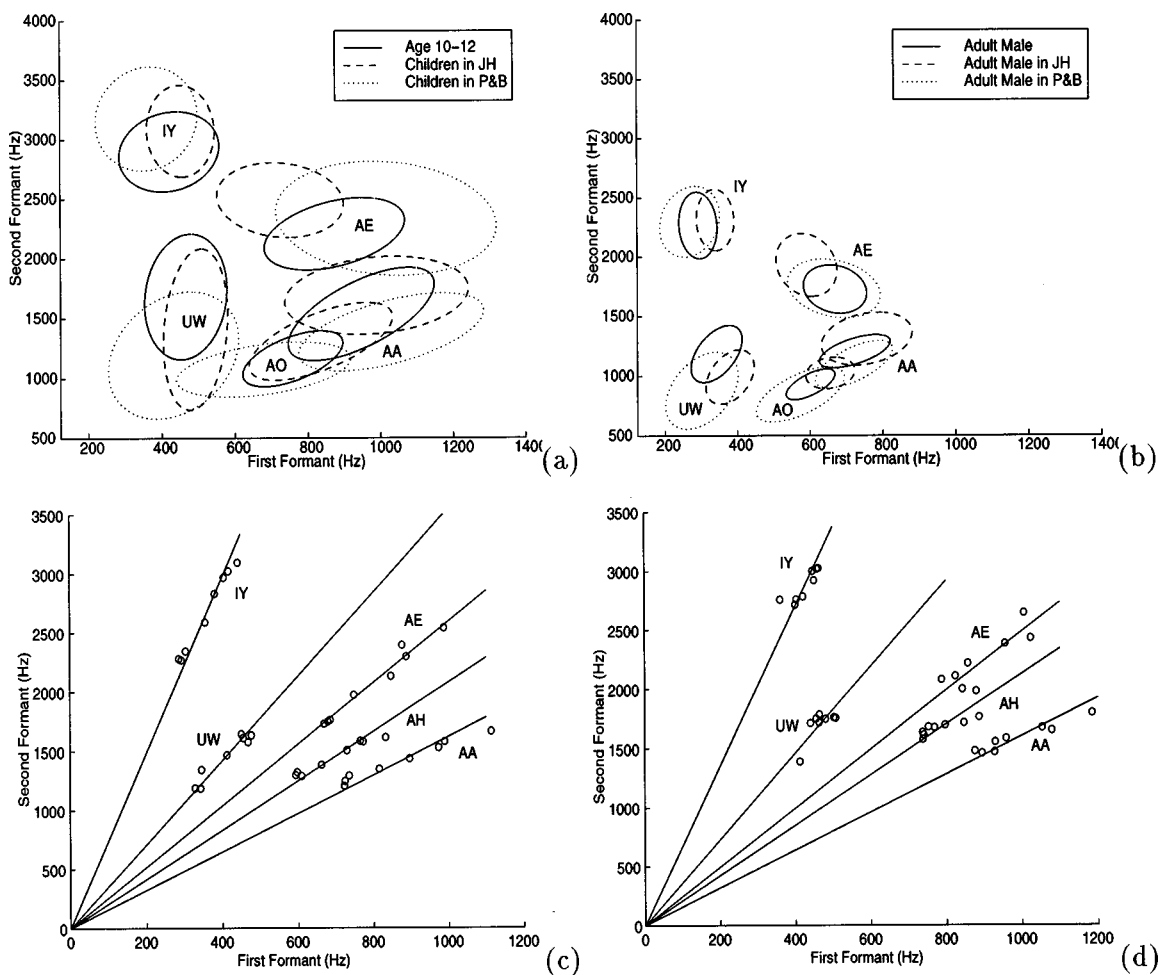 4000
3500
3000
2500
2000
1500
1000
500
Second Formant (Hz)
Age 10-12
Children in JH
Children in P&B
IY
AE
UW
AO
AA
200 400 600 800 1000 1200 140
First Formant (Hz)
(a)
4000
3500
3000
2500
2000
1500
1000
500
Second Formant (Hz)
Adult Male
Adult Male in JH
Adult Male in P&B
IY
AE
AA
UW
AO
200 400 600 800 1000 1200 140
First Formant (Hz)
(b)
3500
3000
2500
2000
1500
1000
500
0
Second Formant (Hz)
IY
AE
UW
AH
AA
0 200 400 600 800 1000 1200
First Formant (Hz)
(c)
3500
3000
2500
2000
1500
1000
500
0
Second Formant (Hz)
IY
AE
UW
AH
AA
0 200 400 600 800 1000 1200
First Formant (Hz)
(d)